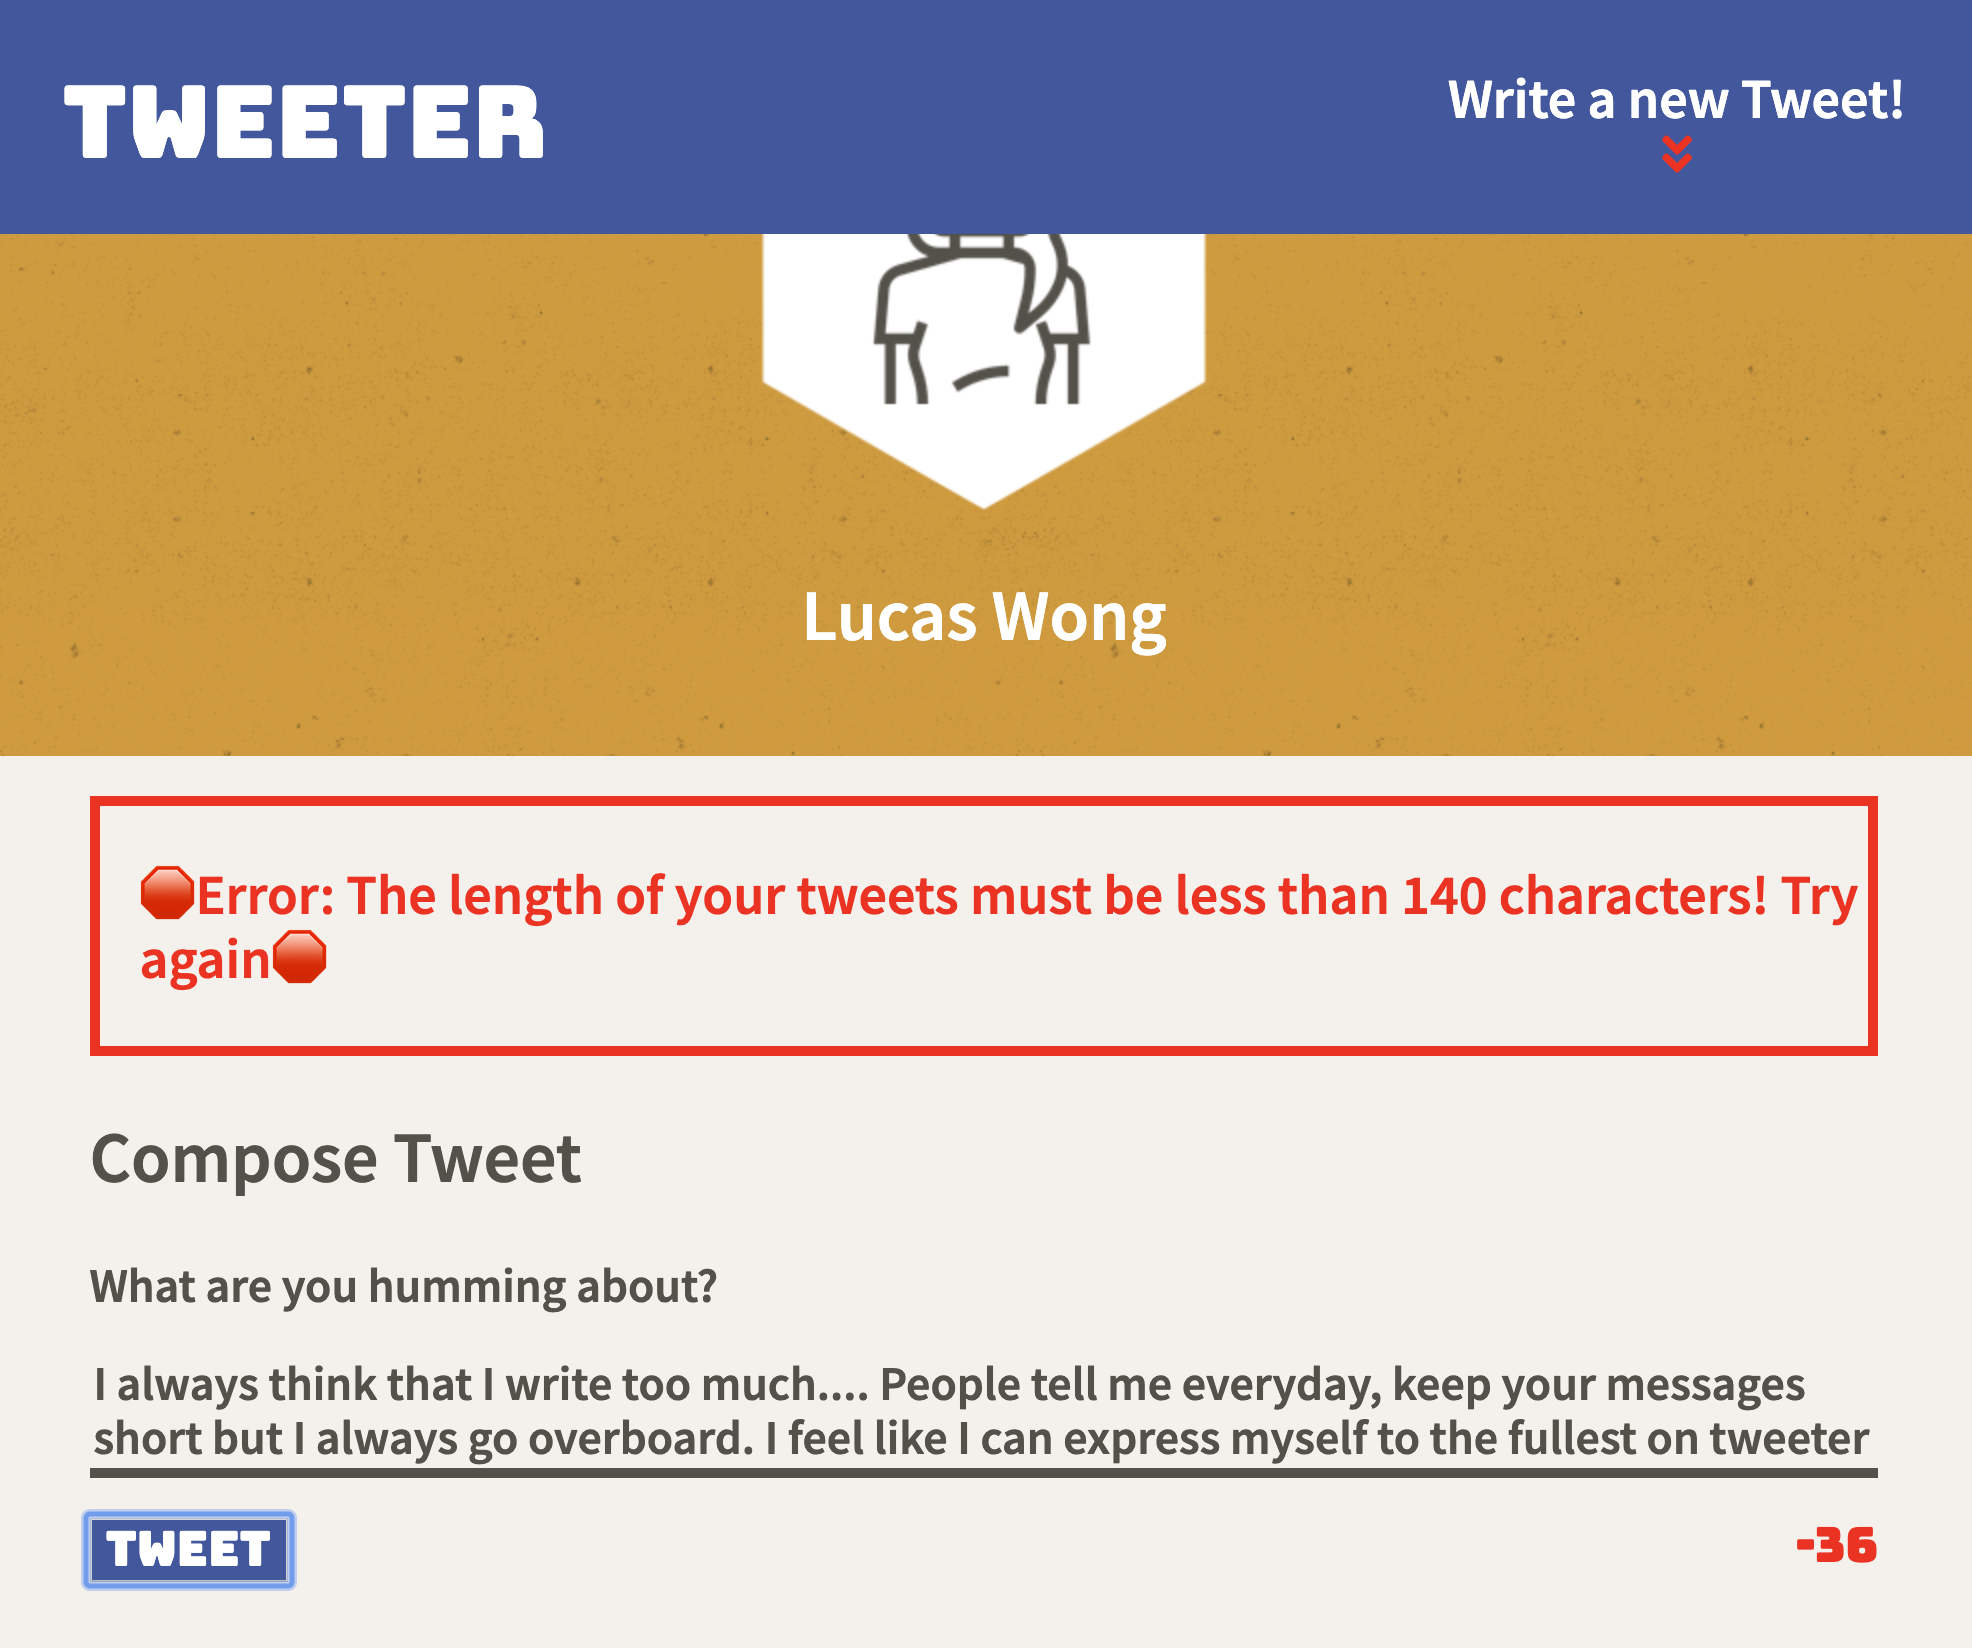 TWEETER
Write a new Tweet!
Lucas Wong
🛑Error: The length of your tweets must be less than 140 characters! Try
again🛑
Compose Tweet
What are you humming about?
I always think that I write too much.... People tell me everyday, keep your messages
short but I always go overboard. I feel like I can express myself to the fullest on tweeter
TWEET
-36